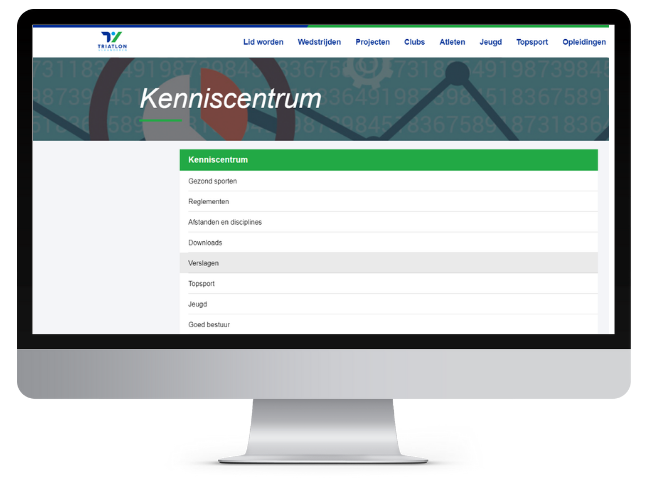 TRIATLON
Lid worden Wedstrijden Projecten Clubs Atleten Jeugd Topsport Opleidingen
Kenniscentrum
Kenniscentrum
Gezond sporten
Reglementen
Afstanden en disciplines
Downloads
Verslagen
Topsport
Jeugd
Goed bestuur